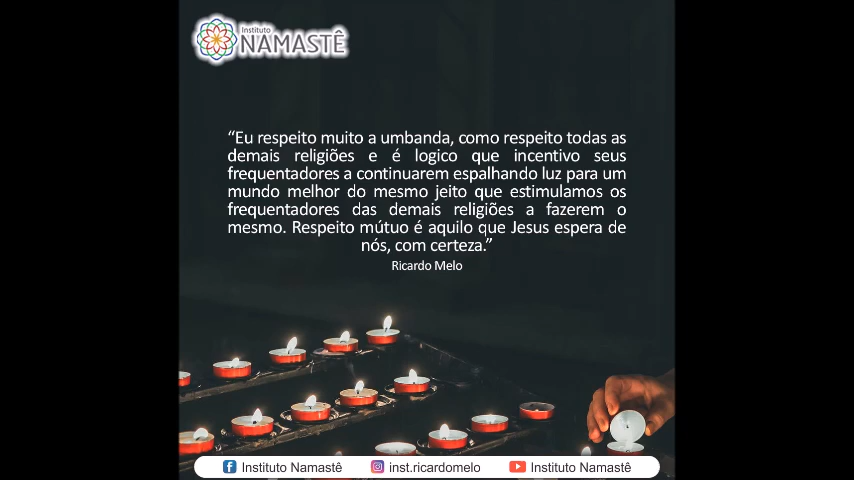 Instituto
NAMASTÊ
“Eu respeito muito a umbanda, como respeito todas as
demais religiões e é logico que incentivo seus
frequentadores a continuarem espalhando luz para um
mundo melhor do mesmo jeito que estimulamos os
frequentadores das demais religiões a fazerem o
mesmo. Respeito mútuo é aquilo que Jesus espera de
nós, com certeza.”
Ricardo Melo
Instituto Namastê
inst.ricardomelo
Instituto Namastê